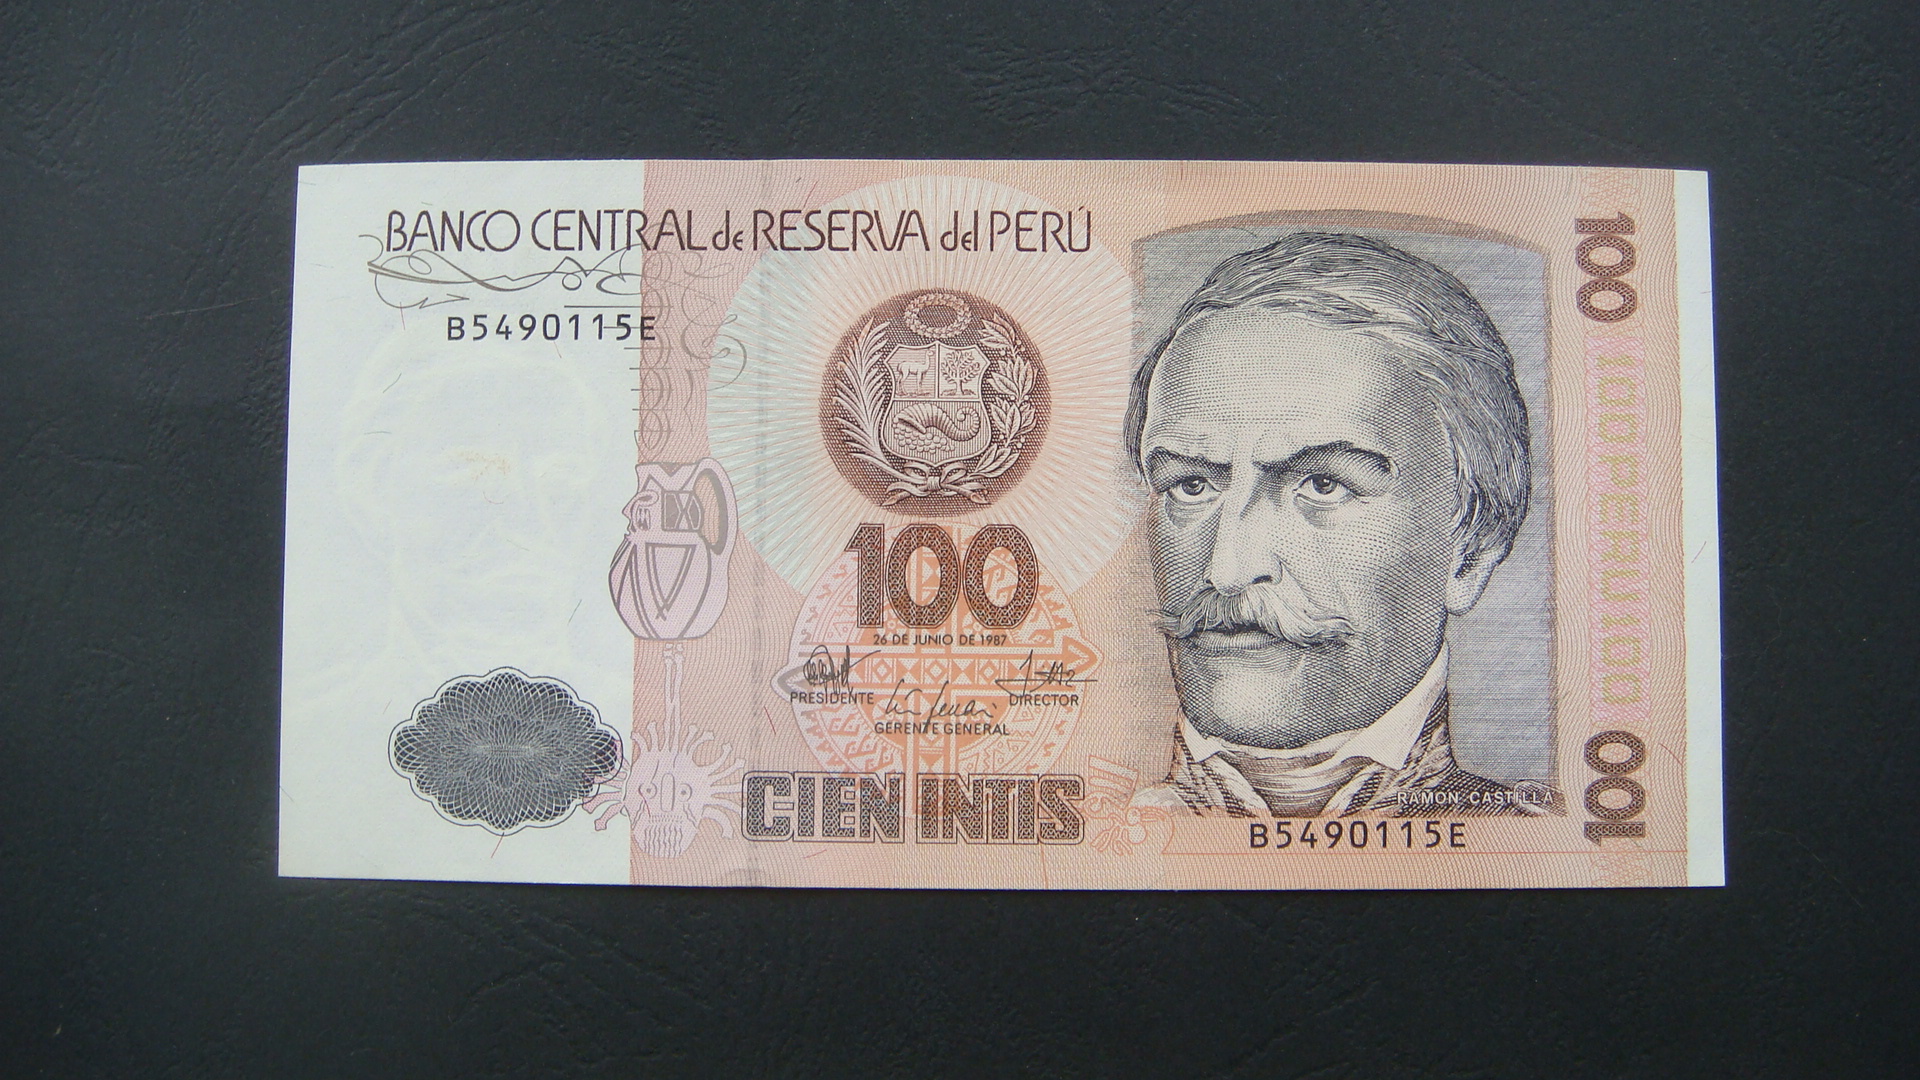 BANCO CENTRAL de RESERVA del PERÚ
B5490115E
100
26 DE JUNIO DE 1987
PRESIDENTE
DIRECTOR
GERENTE GENERAL
CIEN INTIS
RAMON CASTILLA
B5490115E
100
100 PERU 100
100